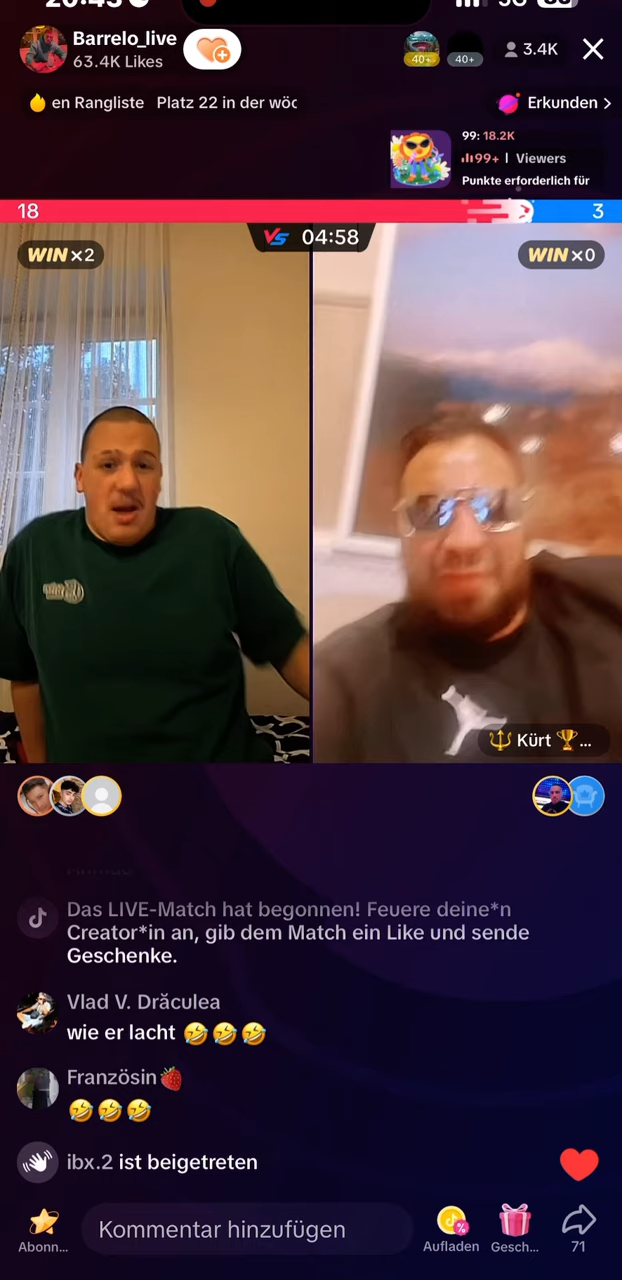 Barrelo_live
63.4K Likes
40+
40+
3.4K
en Rangliste Platz 22 in der wöc
Erkunden >
99: 18.2K
99+ | Viewers
Punkte erforderlich für
18
3
VS 04:58
WIN ×2
WIN ×0
Kürt 🏆...
Das LIVE-Match hat begonnen! Feuere deine*n
Creator*in an, gib dem Match ein Like und sende
Geschenke.
Vlad V. Drăculea
wie er lacht 🤣🤣🤣
Französin🍓
🤣🤣🤣
ibx.2 ist beigetreten
Kommentar hinzufügen
Abonn...
Aufladen
Gesch...
71